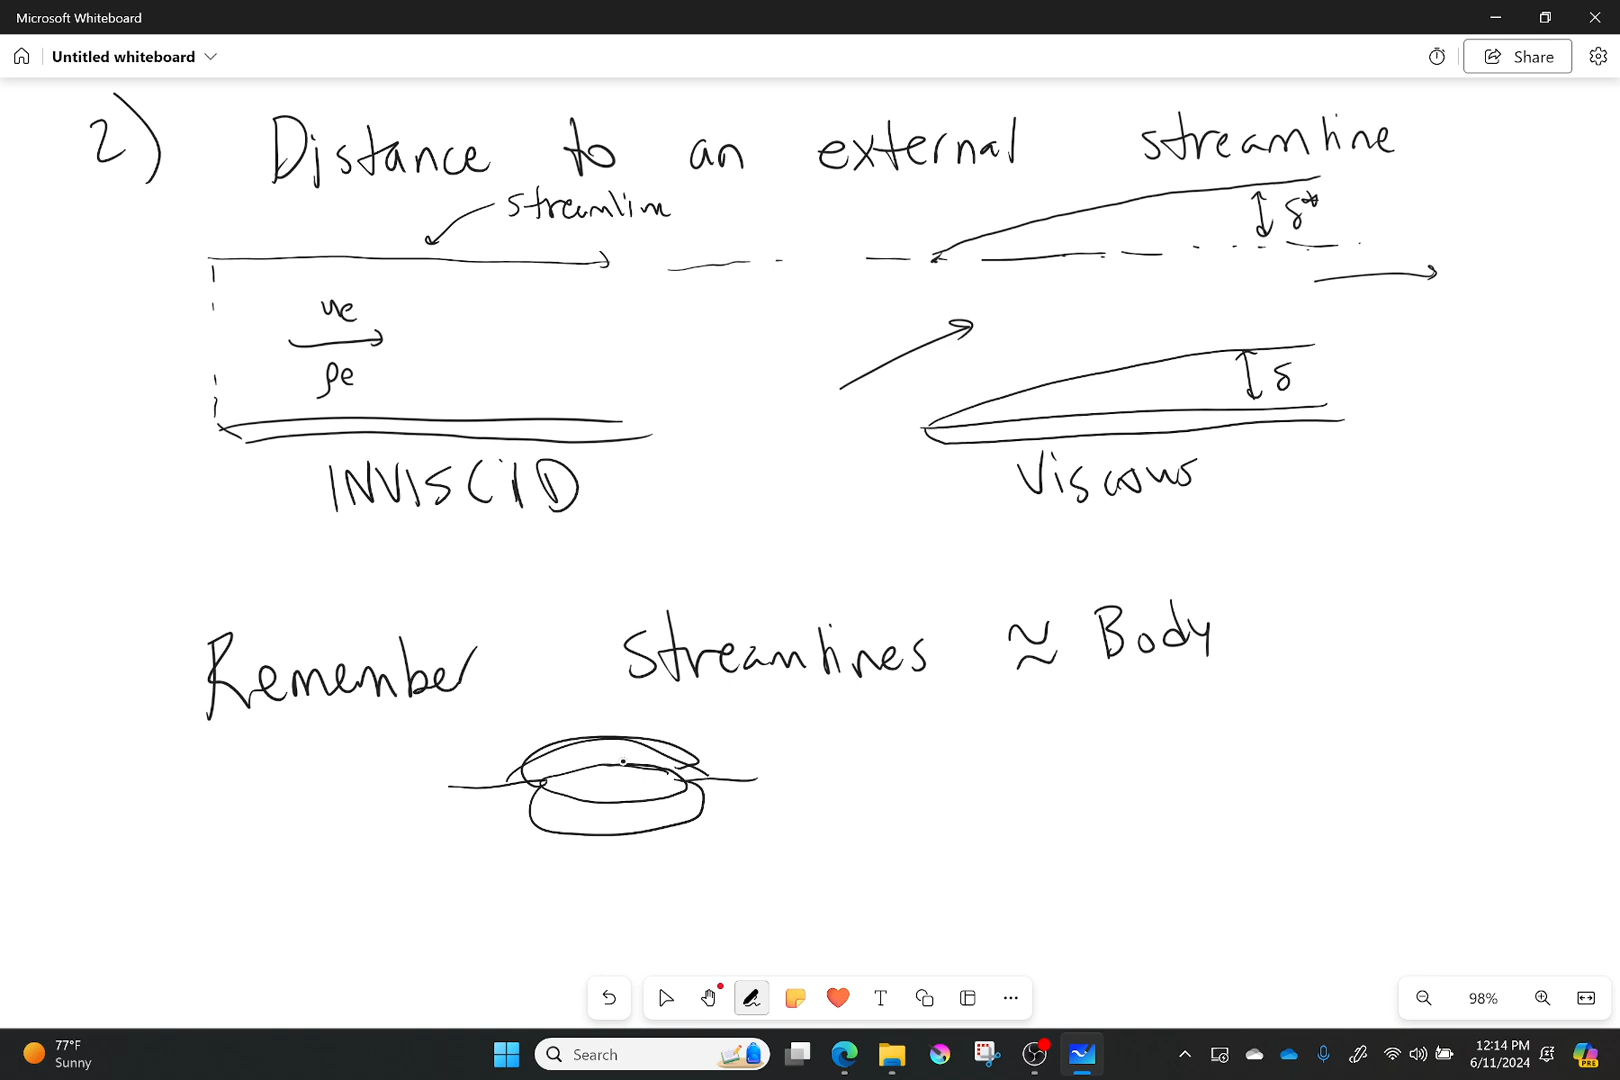 Microsoft Whiteboard
Untitled whiteboard
Share
2) Distance to an external streamline
streamline
δ*
ue
ρe
δ
INVISCID
Viscous
Remember streamlines ≈ Body
98%
77°F
Sunny
Search
PRE
12:14 PM
6/11/2024